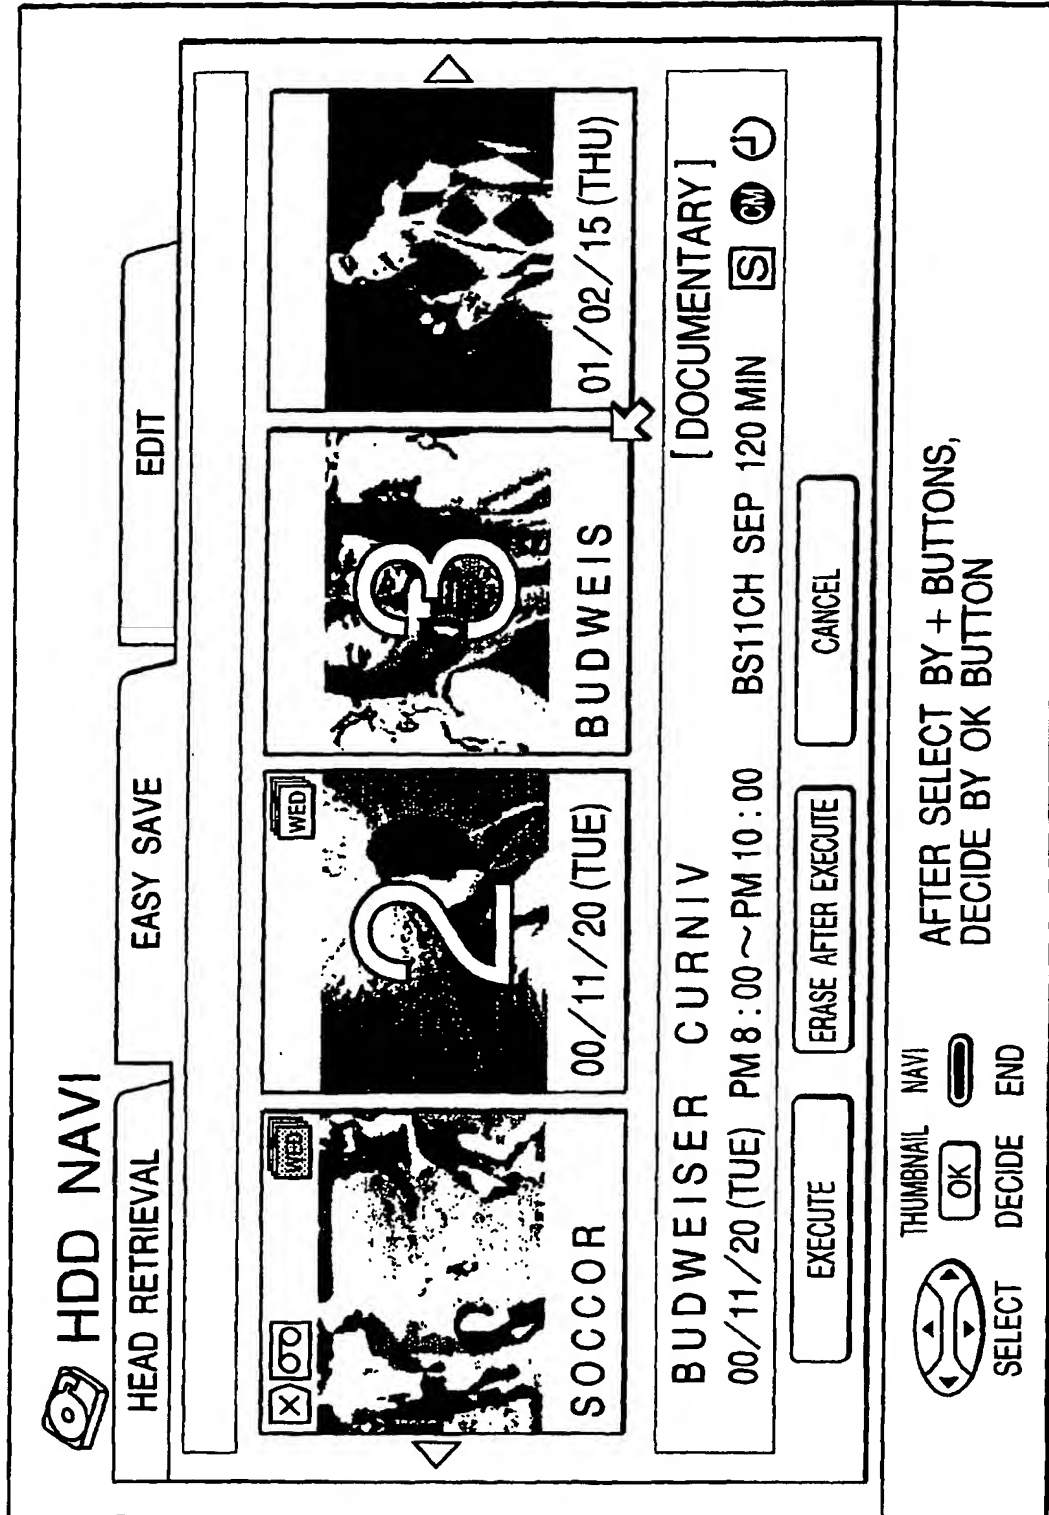 HDD NAVI
HEAD RETRIEVAL
EASY SAVE
EDIT
X
WED
SOCCOR
WED
2
00/11/20 (TUE)
3
BUDWEIS
01/02/15 (THU)
BUDWEISER CURNIV [DOCUMENTARY]
00/11/20 (TUE) PM 8:00～PM 10:00 BS11CH SEP 120 MIN S CM
EXECUTE
ERASE AFTER EXECUTE
CANCEL
THUMBNAIL NAVI
OK
SELECT DECIDE END
AFTER SELECT BY + BUTTONS,
DECIDE BY OK BUTTON